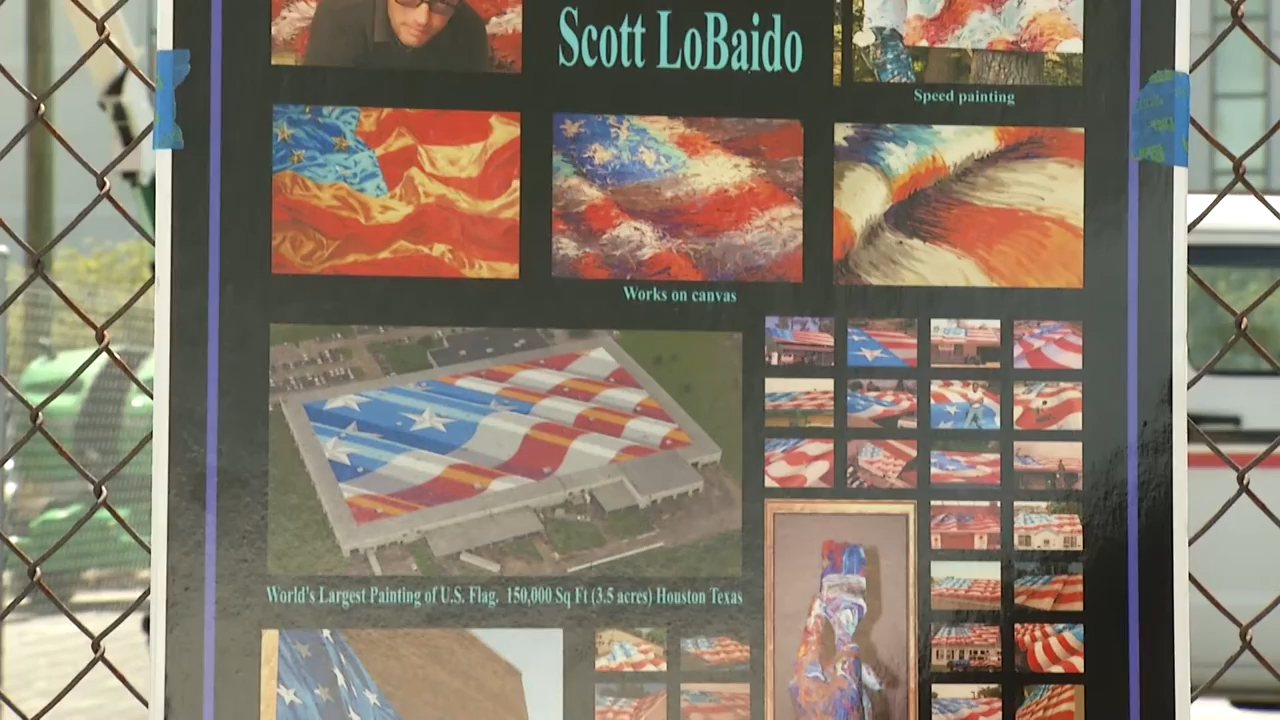 Scott LoBaido
Speed painting
Works on canvas
World's Largest Painting of U.S. Flag. 150,000 Sq Ft (3.5 acres) Houston Texas